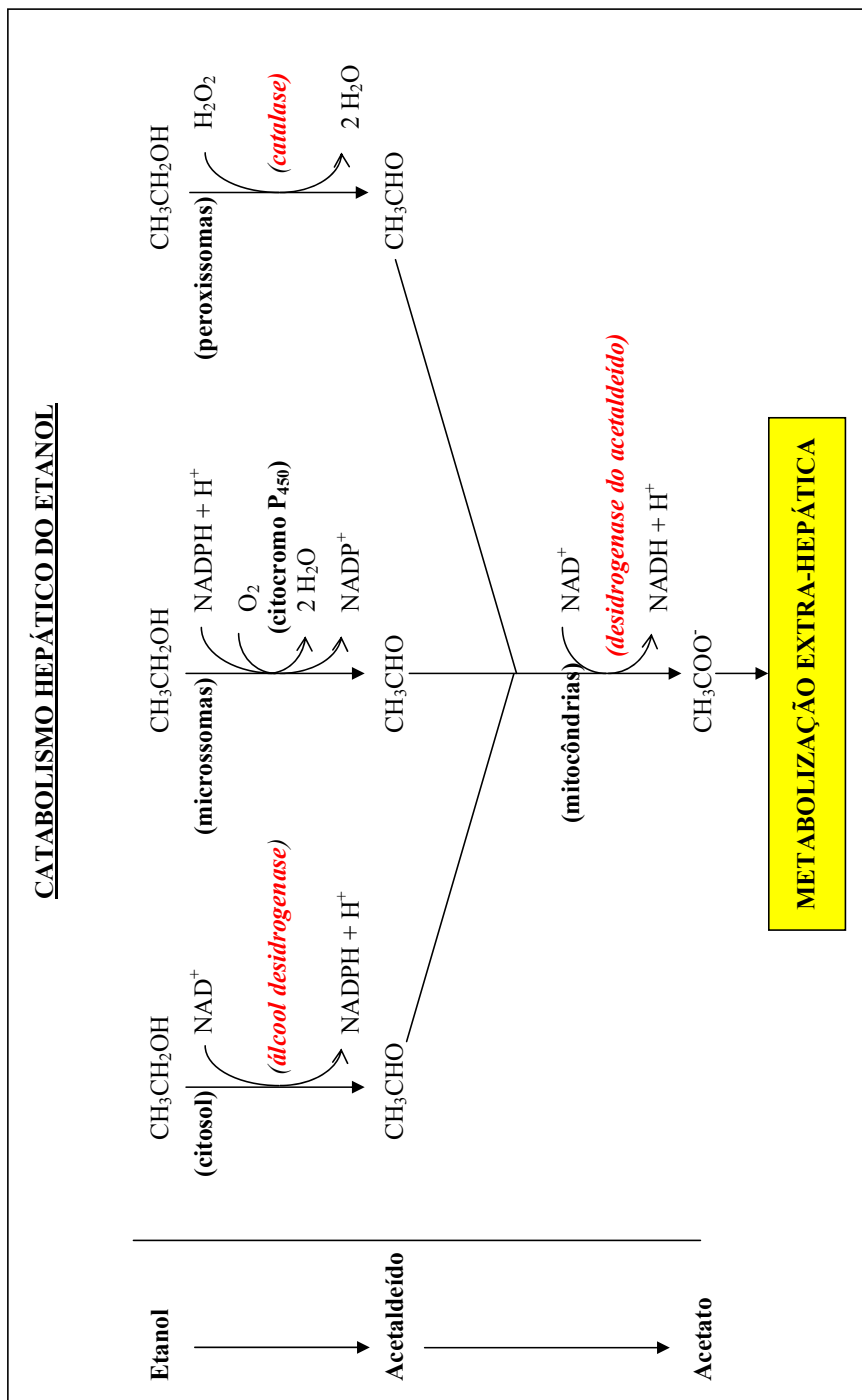 CATABOLISMO HEPÁTICO DO ETANOL
Etanol
Acetaldeído
Acetato
CH₃CH₂OH
(citosol)
NAD⁺
(álcool desidrogenase)
NADPH + H⁺
CH₃CHO
CH₃CH₂OH
(microssomas)
NADPH + H⁺
O₂
(citocromo P₄₅₀)
2 H₂O
NADP⁺
CH₃CHO
CH₃CH₂OH
(peroxissomas)
H₂O₂
(catalase)
2 H₂O
CH₃CHO
(mitocôndrias)
NAD⁺
(desidrogenase do acetaldeído)
NADH + H⁺
CH₃COO⁻
METABOLIZAÇÃO EXTRA-HEPÁTICA